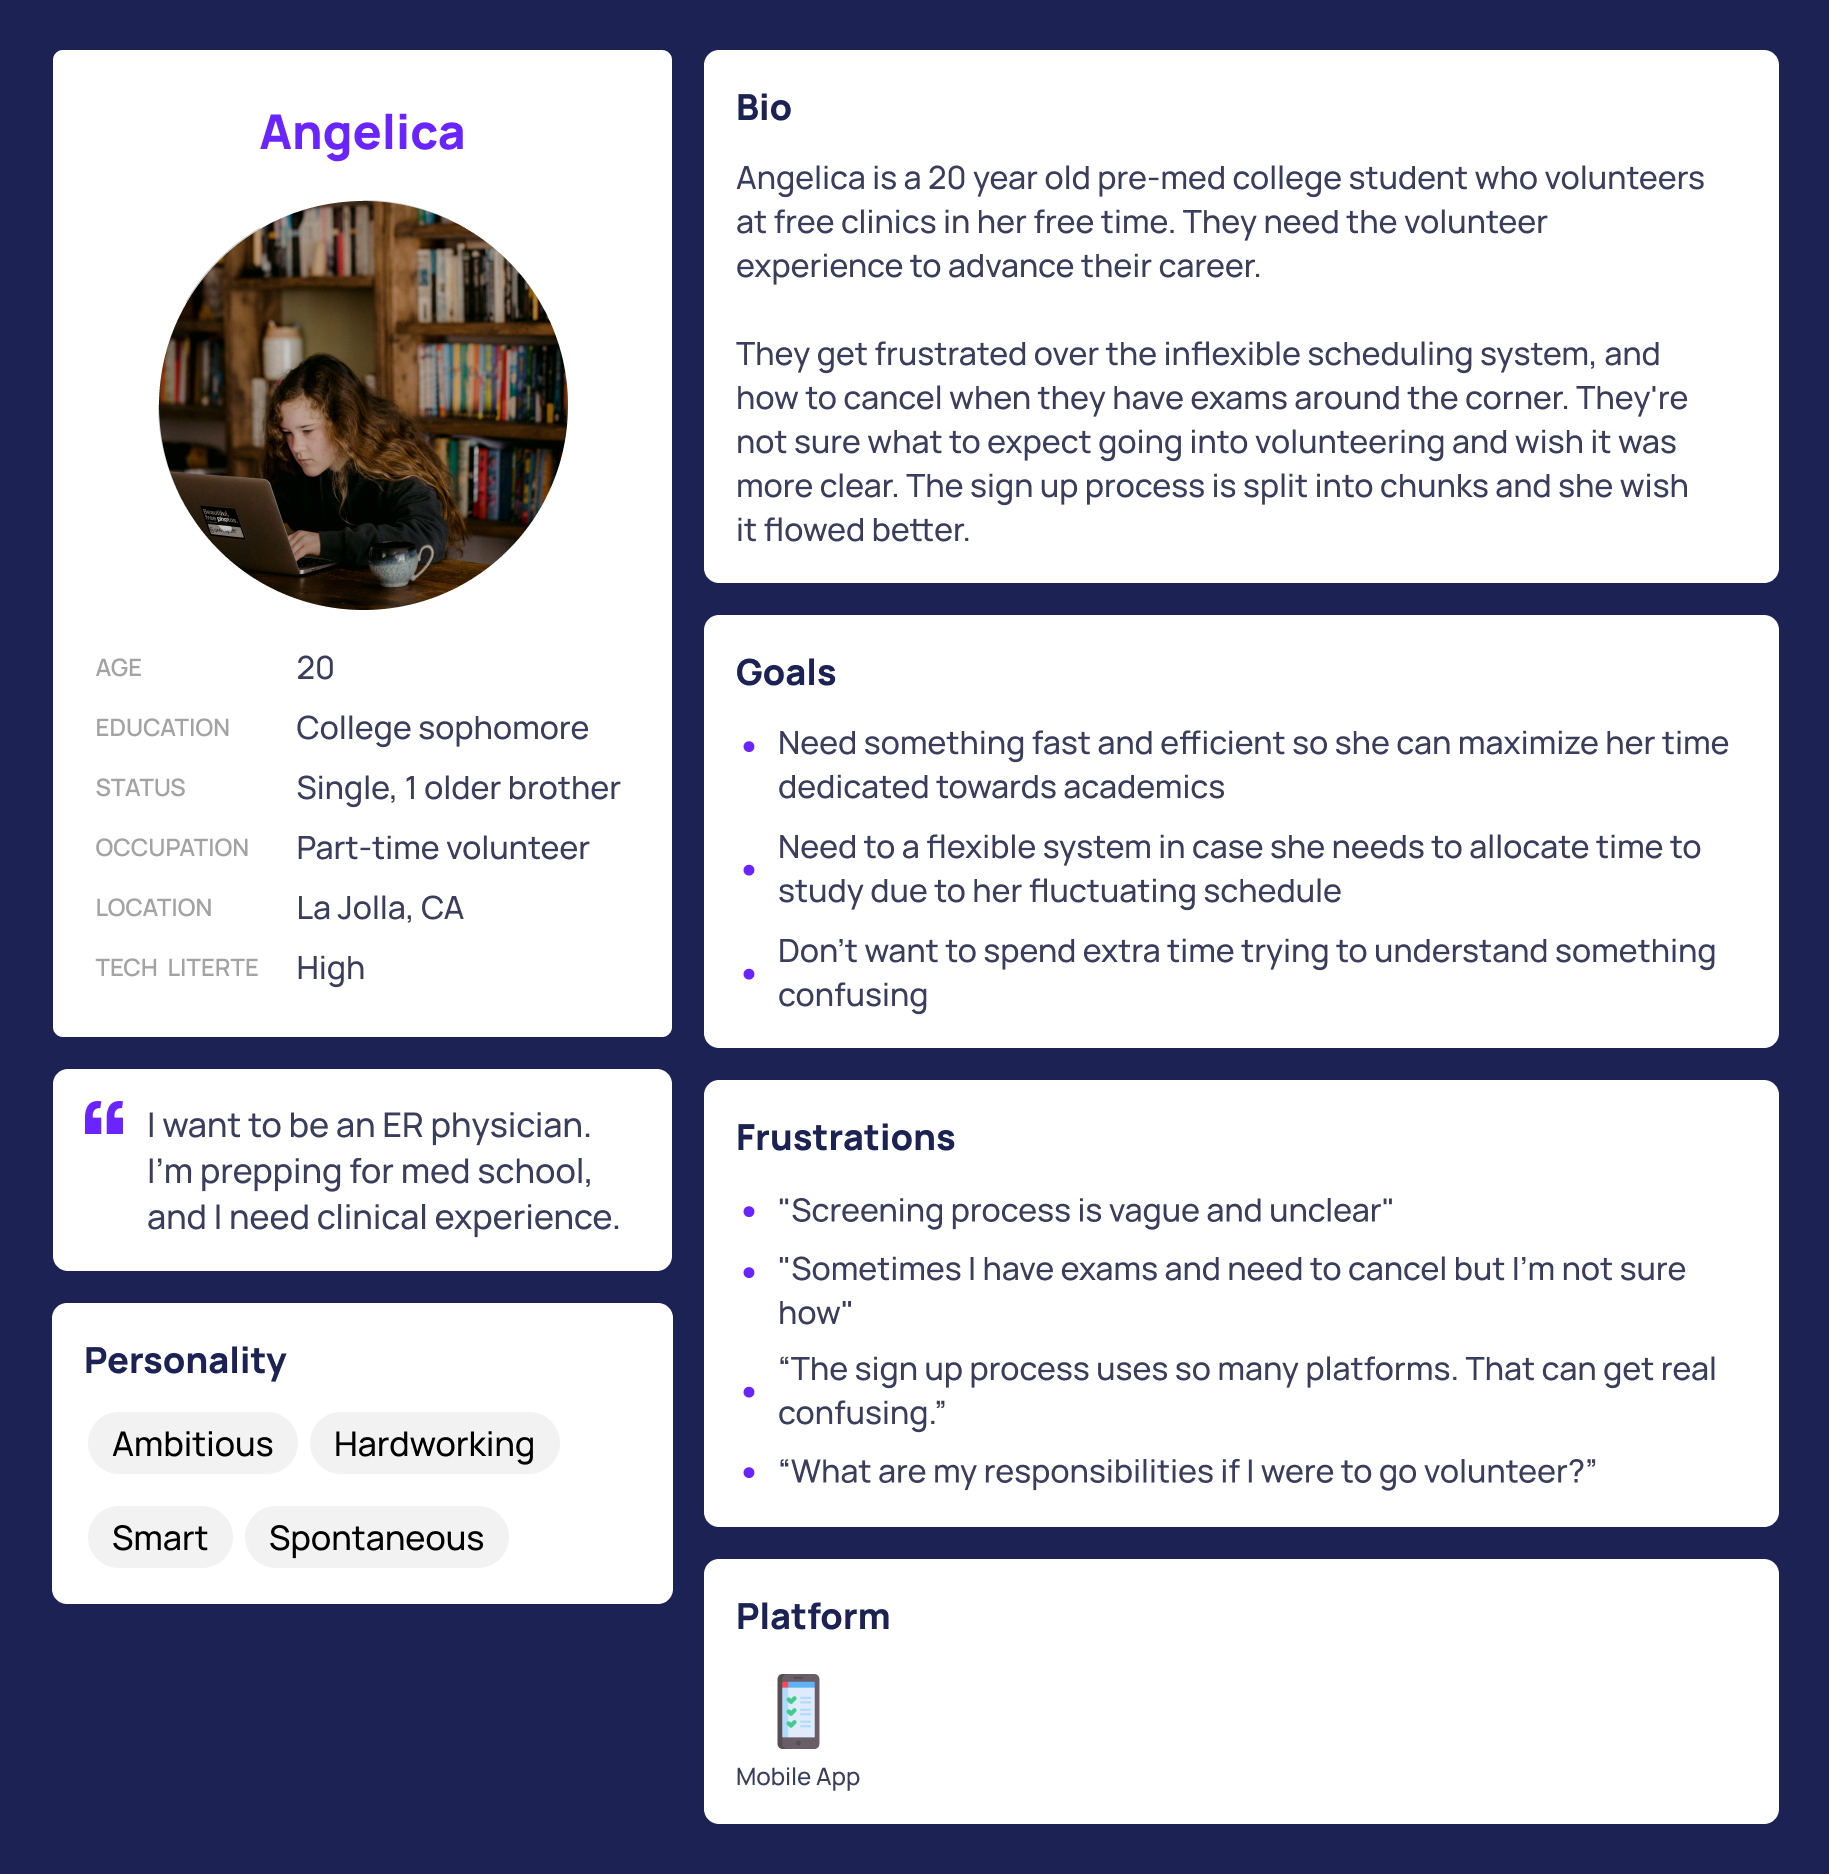 Angelica
AGE 20
EDUCATION College sophomore
STATUS Single, 1 older brother
OCCUPATION Part-time volunteer
LOCATION La Jolla, CA
TECH LITERTE High
I want to be an ER physician.
I’m prepping for med school,
and I need clinical experience.
Personality
Ambitious Hardworking
Smart Spontaneous
Bio
Angelica is a 20 year old pre-med college student who volunteers
at free clinics in her free time. They need the volunteer
experience to advance their career.
They get frustrated over the inflexible scheduling system, and
how to cancel when they have exams around the corner. They're
not sure what to expect going into volunteering and wish it was
more clear. The sign up process is split into chunks and she wish
it flowed better.
Goals
• Need something fast and efficient so she can maximize her time
dedicated towards academics
• Need to a flexible system in case she needs to allocate time to
study due to her fluctuating schedule
• Don’t want to spend extra time trying to understand something
confusing
Frustrations
• "Screening process is vague and unclear"
• "Sometimes I have exams and need to cancel but I’m not sure
how"
• “The sign up process uses so many platforms. That can get real
confusing.”
• “What are my responsibilities if I were to go volunteer?”
Platform
Mobile App
Beautiful,
free photos.